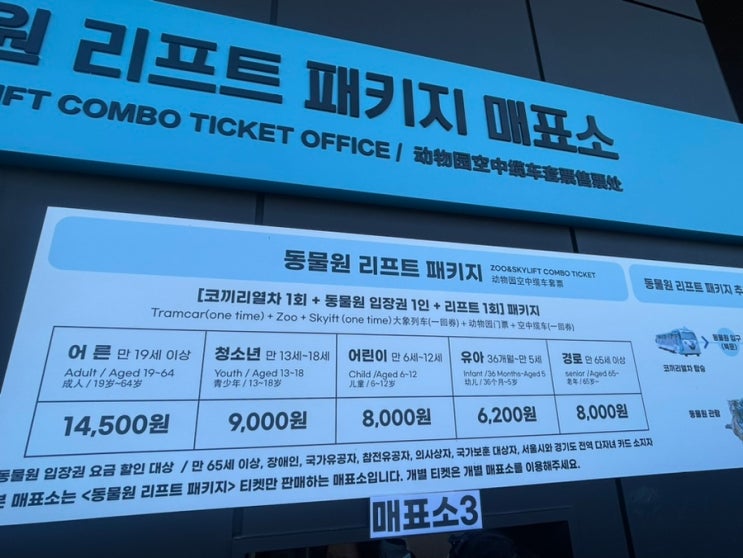 원 리프트 패키지 매표소
LIFT COMBO TICKET OFFICE / 动物园空中缆车套票售票处
동물원 리프트 패키지 ZOO&SKYLIFT COMBO TICKET
动物园空中缆车套票
[코끼리열차 1회 + 동물원 입장권 1인 + 리프트 1회] 패키지
Tramcar(one time) + Zoo + Skyift (one time)大象列车(一回券)+动物园门票+空中缆车(一回券)
어 른 만 19세 이상
Adult / Aged 19~64
成人 / 19岁~64岁
14,500원
청소년 만 13세~18세
Youth / Aged 13~18
青少年 / 13~18岁
9,000원
어린이 만 6세~12세
Child /Aged 6~12
儿童 / 6~12岁
8,000원
유아 36개월~만 5세
Infant /36 Months~Aged 5
幼儿 / 36个月~5岁
6,200원
경로 만 65세 이상
senior /Aged 65~
老年 / 65岁~
8,000원
동물원 입장권 요금 할인 대상 / 만 65세 이상, 장애인, 국가유공자, 참전유공자, 의사상자, 국가보훈 대상자, 서울시와 경기도 전역 다자녀 카드 소지자
본 매표소는 <동물원 리프트 패키지> 티켓만 판매하는 매표소입니다. 개별 티켓은 개별 매표소를 이용해주세요.
동물원 리프트 패키지 추
코끼리열차 탑승
동물원 입구
(북문)
동물원 관람
매표소3